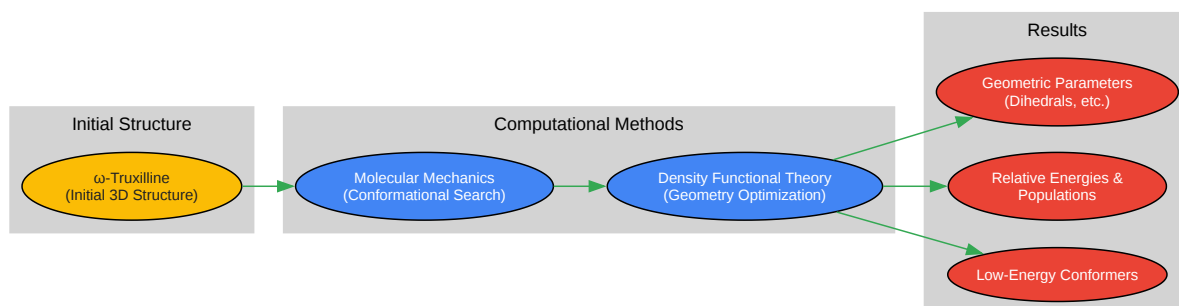 Initial Structure
ω-Truxilline
(Initial 3D Structure)
Computational Methods
Molecular Mechanics
(Conformational Search)
Density Functional Theory
(Geometry Optimization)
Results
Geometric Parameters
(Dihedrals, etc.)
Relative Energies &
Populations
Low-Energy Conformers